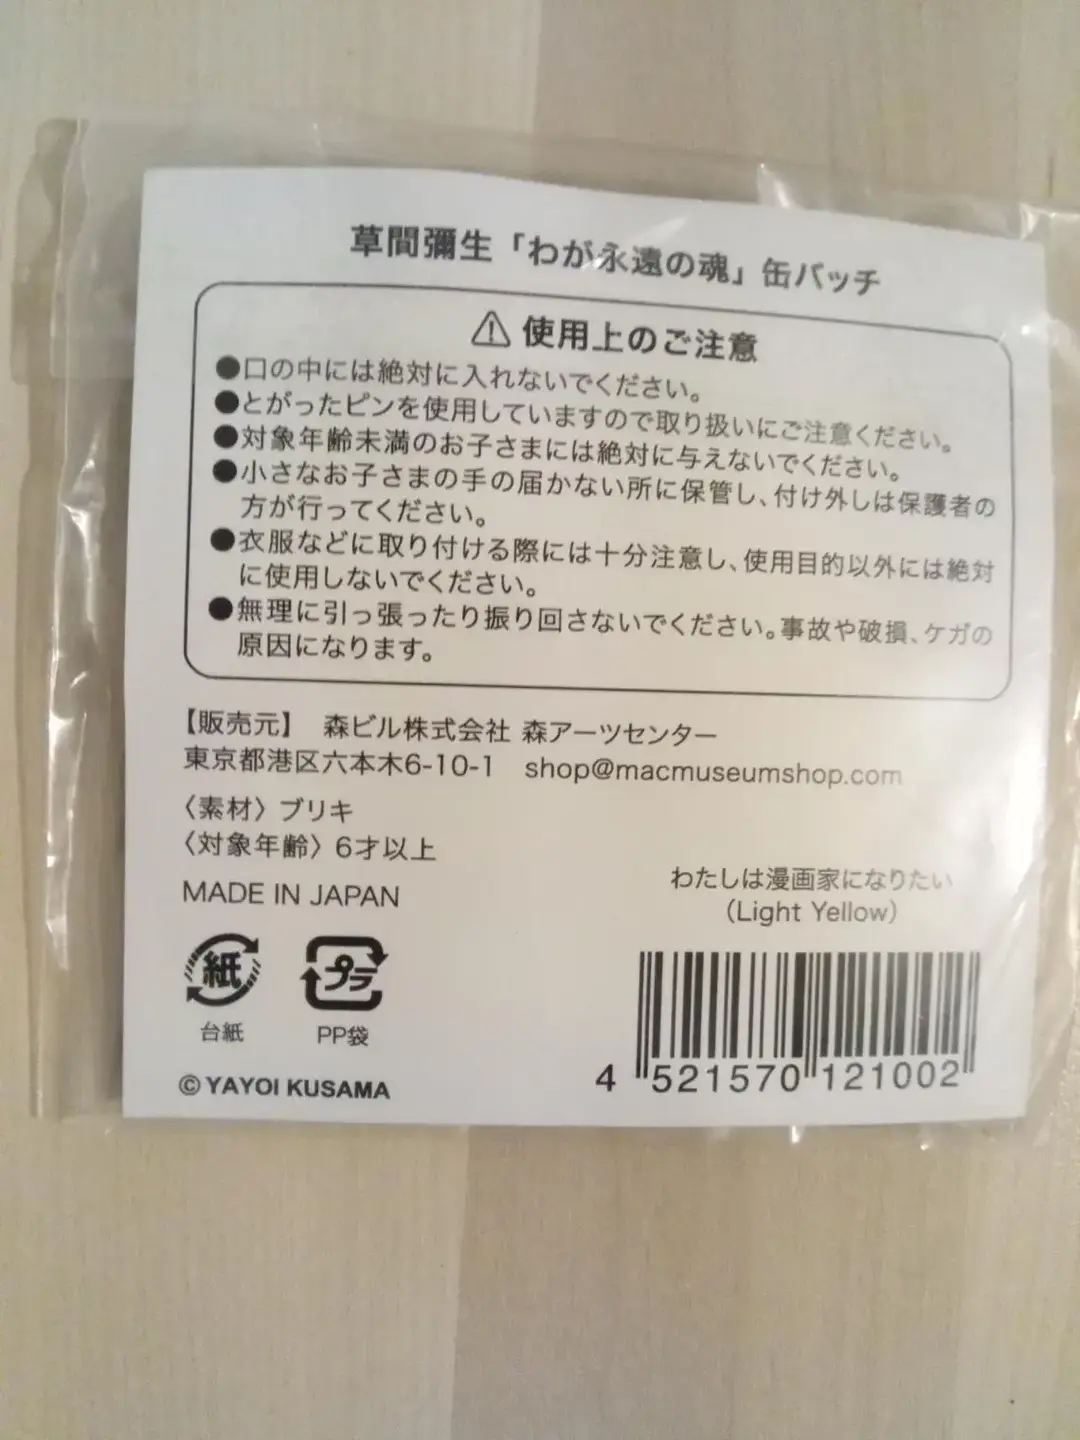 草間彌生「わが永遠の魂」缶バッチ
⚠使用上のご注意
●口の中には絶対に入れないでください。
●とがったピンを使用していますので取り扱いにご注意ください。
●対象年齢未満のお子さまには絶対に与えないでください。
●小さなお子さまの手の届かない所に保管し、付け外しは保護者の
方が行ってください。
●衣服などに取り付ける際には十分注意し、使用目的以外には絶対
に使用しないでください。
●無理に引っ張ったり振り回さないでください。事故や破損、ケガの
原因になります。
【販売元】 森ビル株式会社 森アーツセンター
東京都港区六本木6-10-1 shop@macmuseumshop.com
〈素材〉ブリキ
〈対象年齢〉6才以上
MADE IN JAPAN
わたしは漫画家になりたい
(Light Yellow)
紙 プラ
台紙 PP袋
© YAYOI KUSAMA
4 521570 121002